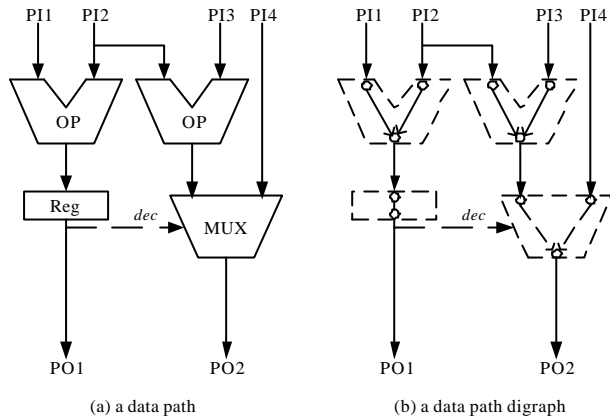 PI1 PI2 PI3 PI4 PI1 PI2 PI3 PI4
OP OP
Reg dec MUX dec
PO1 PO2 PO1 PO2
(a) a data path (b) a data path digraph